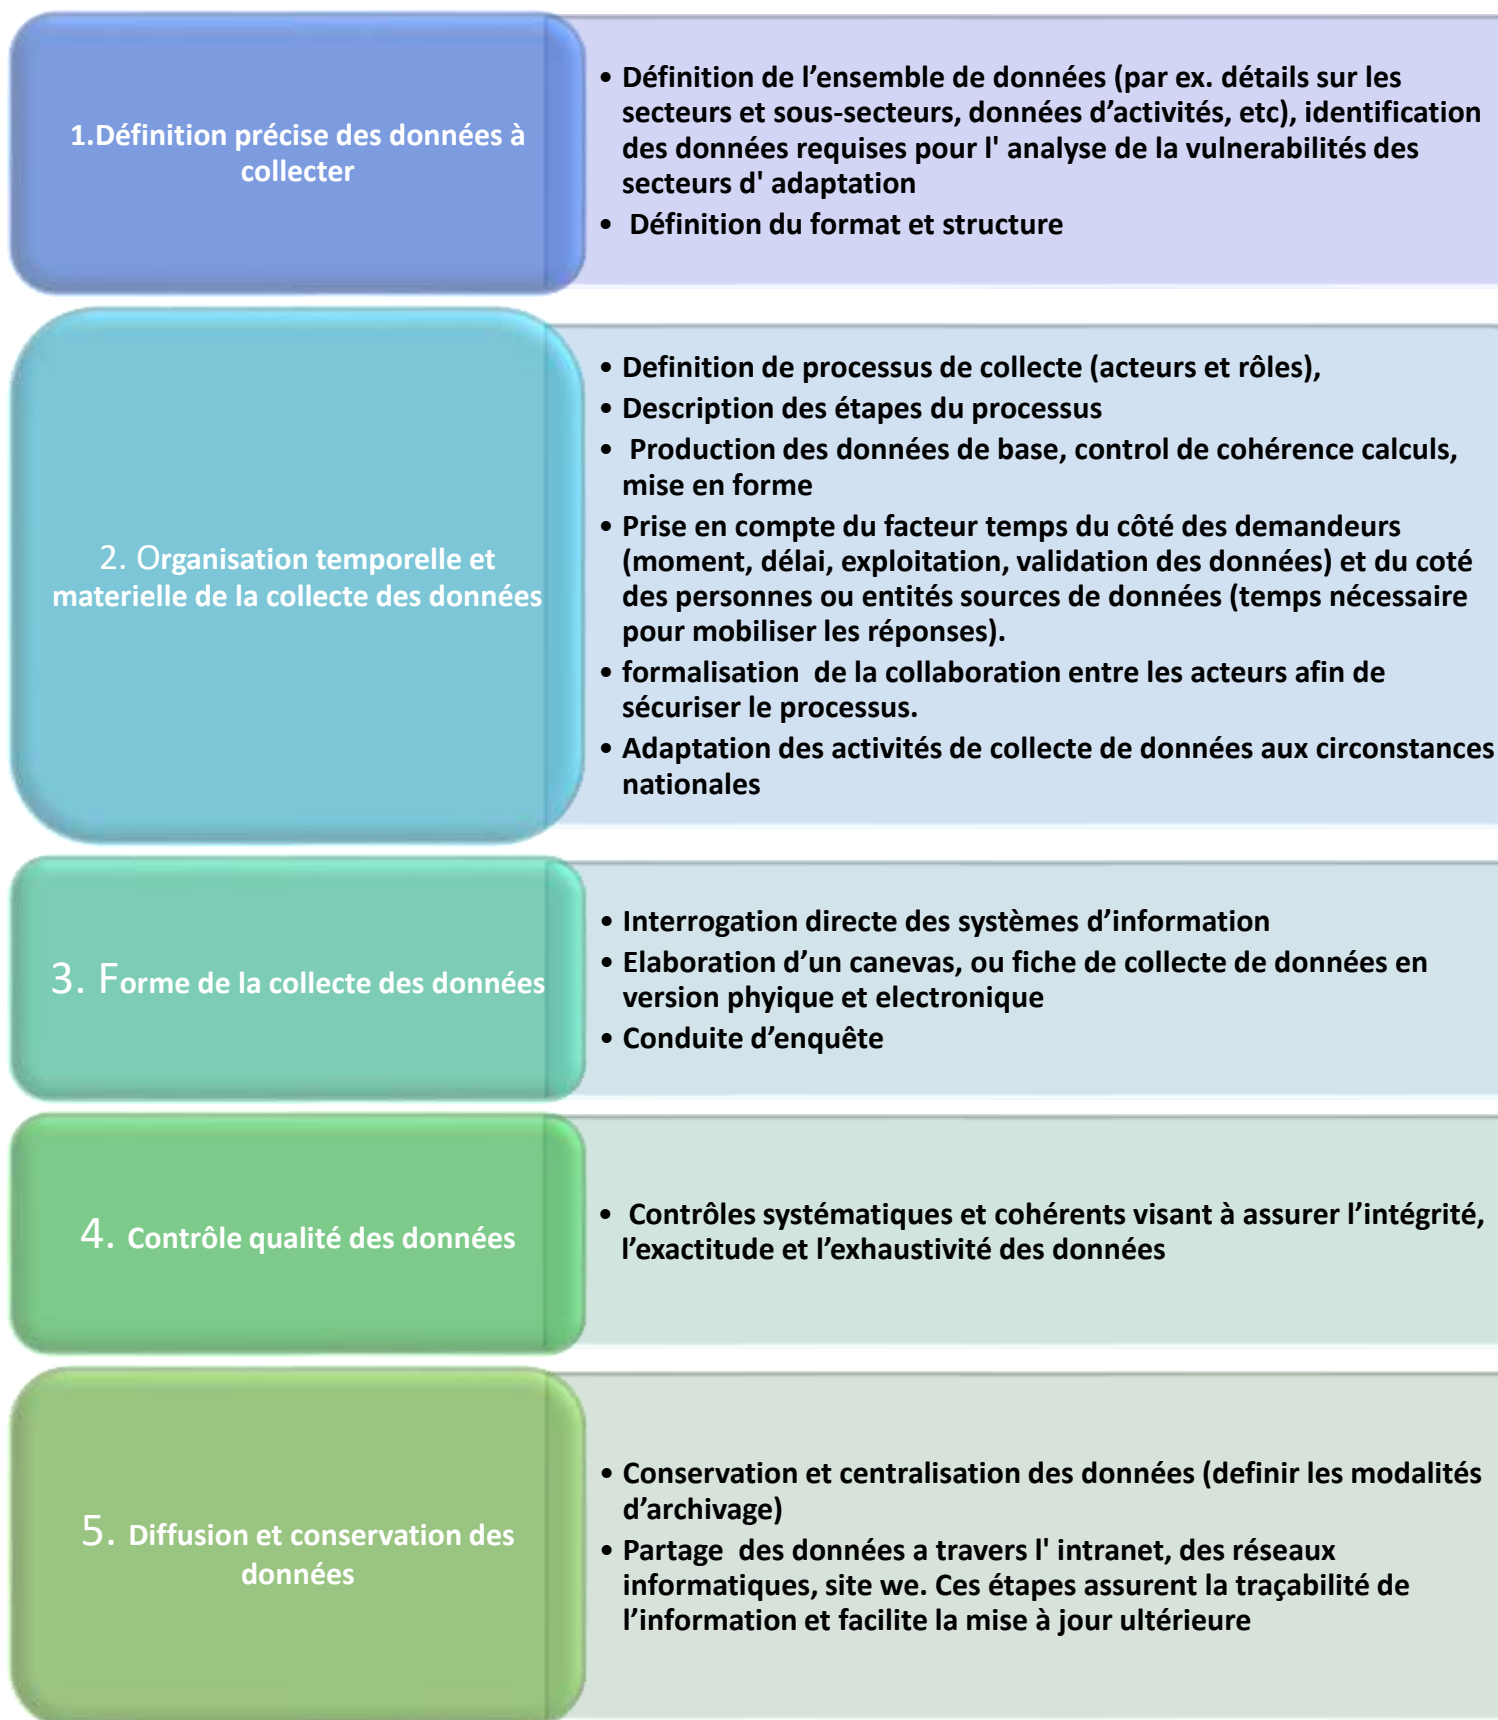 1.Définition précise des données à
collecter
• Définition de l’ensemble de données (par ex. détails sur les
secteurs et sous-secteurs, données d’activités, etc), identification
des données requises pour l' analyse de la vulnerabilités des
secteurs d' adaptation
• Définition du format et structure
2. Organisation temporelle et
materielle de la collecte des données
• Definition de processus de collecte (acteurs et rôles),
• Description des étapes du processus
• Production des données de base, control de cohérence calculs,
mise en forme
• Prise en compte du facteur temps du côté des demandeurs
(moment, délai, exploitation, validation des données) et du coté
des personnes ou entités sources de données (temps nécessaire
pour mobiliser les réponses).
• formalisation de la collaboration entre les acteurs afin de
sécuriser le processus.
• Adaptation des activités de collecte de données aux circonstances
nationales
3. Forme de la collecte des données
• Interrogation directe des systèmes d’information
• Elaboration d’un canevas, ou fiche de collecte de données en
version phyique et electronique
• Conduite d’enquête
4. Contrôle qualité des données
• Contrôles systématiques et cohérents visant à assurer l’intégrité,
l’exactitude et l’exhaustivité des données
5. Diffusion et conservation des
données
• Conservation et centralisation des données (definir les modalités
d’archivage)
• Partage des données a travers l' intranet, des réseaux
informatiques, site we. Ces étapes assurent la traçabilité de
l’information et facilite la mise à jour ultérieure